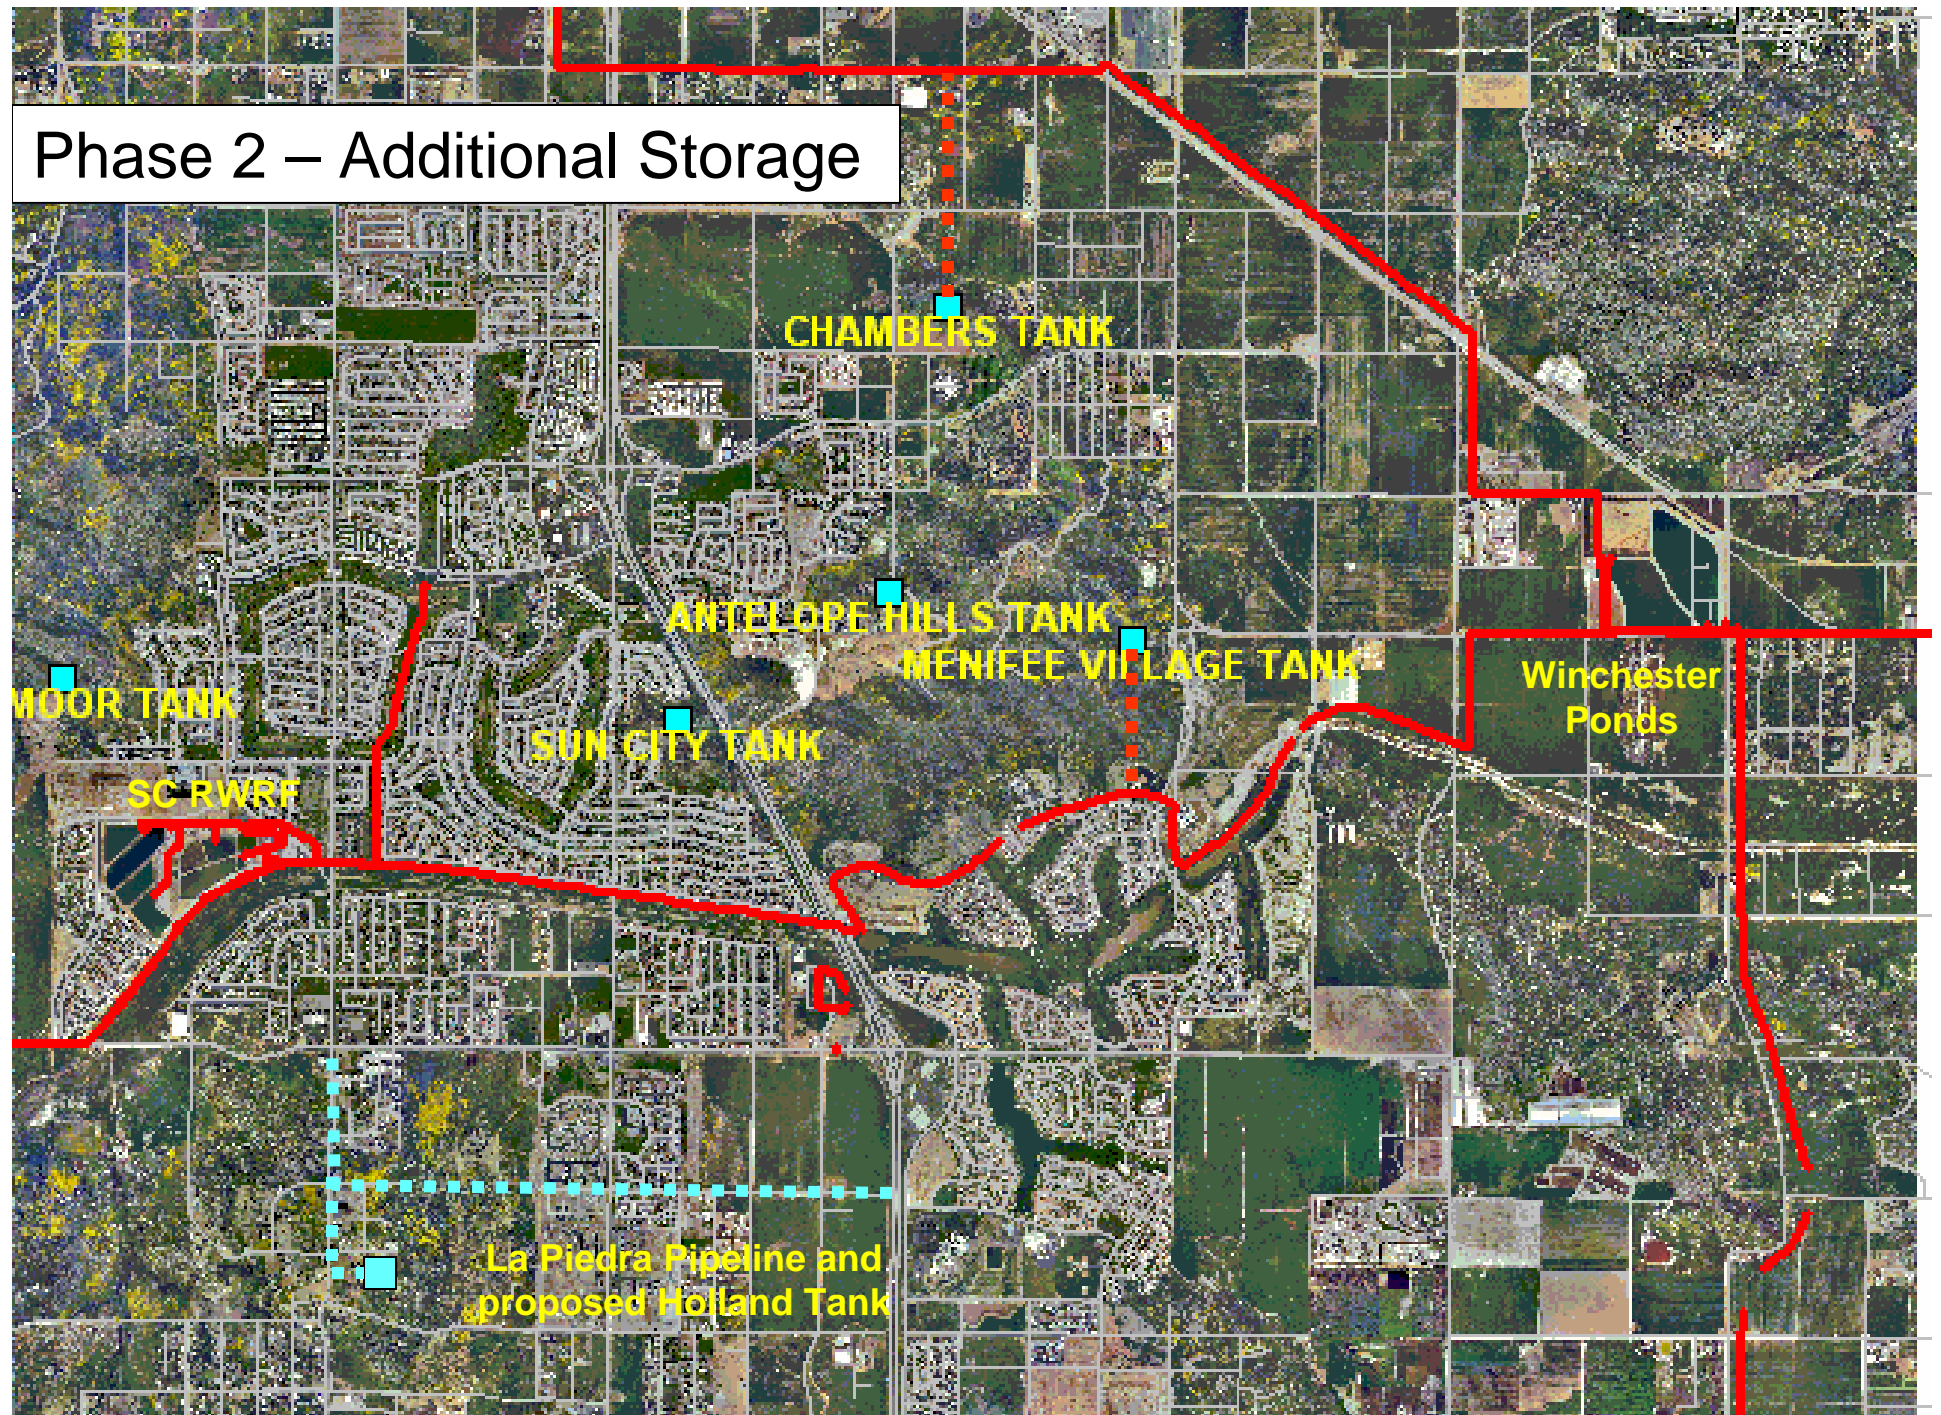 Phase 2 – Additional Storage
CHAMBERS TANK
ANTELOPE HILLS TANK
MENIFEE VILLAGE TANK
Winchester
Ponds
MOOR TANK
SUN CITY TANK
SC RWRF
La Piedra Pipeline and
proposed Holland Tank